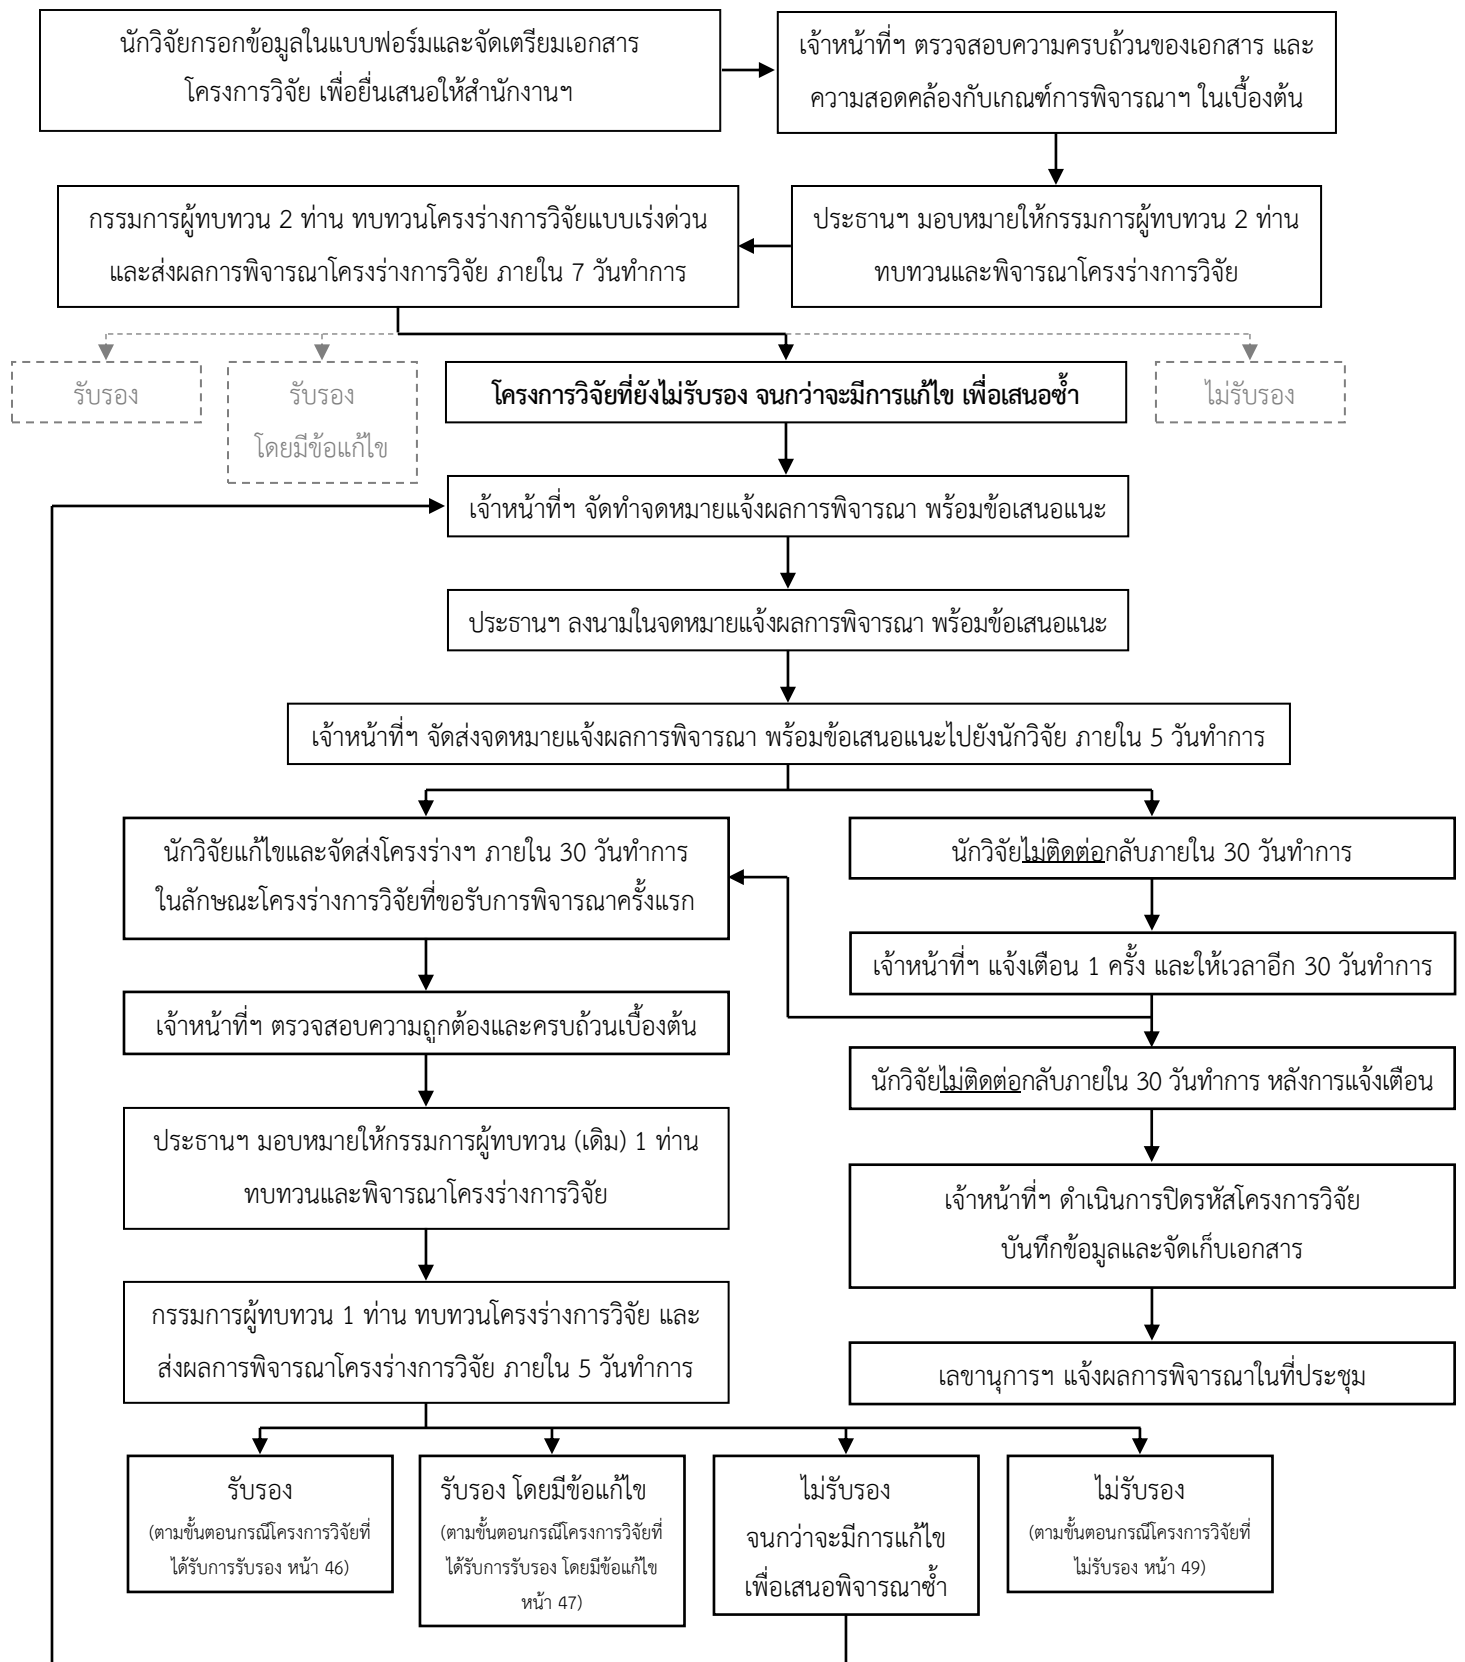 นักวิจัยกรอกข้อมูลในแบบฟอร์มและจัดเตรียมเอกสาร
โครงการวิจัย เพื่อยื่นเสนอให้สำนักงานฯ
เจ้าหน้าที่ฯ ตรวจสอบความครบถ้วนของเอกสาร และ
ความสอดคล้องกับเกณฑ์การพิจารณาฯ ในเบื้องต้น
กรรมการผู้ทบทวน 2 ท่าน ทบทวนโครงร่างการวิจัยแบบเร่งด่วน
และส่งผลการพิจารณาโครงร่างการวิจัย ภายใน 7 วันทำการ
ประธานฯ มอบหมายให้กรรมการผู้ทบทวน 2 ท่าน
ทบทวนและพิจารณาโครงร่างการวิจัย
รับรอง
รับรอง
โดยมีข้อแก้ไข
โครงการวิจัยที่ยังไม่รับรอง จนกว่าจะมีการแก้ไข เพื่อเสนอซ้ำ
ไม่รับรอง
เจ้าหน้าที่ฯ จัดทำจดหมายแจ้งผลการพิจารณา พร้อมข้อเสนอแนะ
ประธานฯ ลงนามในจดหมายแจ้งผลการพิจารณา พร้อมข้อเสนอแนะ
เจ้าหน้าที่ฯ จัดส่งจดหมายแจ้งผลการพิจารณา พร้อมข้อเสนอแนะไปยังนักวิจัย ภายใน 5 วันทำการ
นักวิจัยแก้ไขและจัดส่งโครงร่างฯ ภายใน 30 วันทำการ
ในลักษณะโครงร่างการวิจัยที่ขอรับการพิจารณาครั้งแรก
เจ้าหน้าที่ฯ ตรวจสอบความถูกต้องและครบถ้วนเบื้องต้น
ประธานฯ มอบหมายให้กรรมการผู้ทบทวน (เดิม) 1 ท่าน
ทบทวนและพิจารณาโครงร่างการวิจัย
กรรมการผู้ทบทวน 1 ท่าน ทบทวนโครงร่างการวิจัย และ
ส่งผลการพิจารณาโครงร่างการวิจัย ภายใน 5 วันทำการ
นักวิจัยไม่ติดต่อกลับภายใน 30 วันทำการ
เจ้าหน้าที่ฯ แจ้งเตือน 1 ครั้ง และให้เวลาอีก 30 วันทำการ
นักวิจัยไม่ติดต่อกลับภายใน 30 วันทำการ หลังการแจ้งเตือน
เจ้าหน้าที่ฯ ดำเนินการปิดรหัสโครงการวิจัย
บันทึกข้อมูลและจัดเก็บเอกสาร
เลขานุการฯ แจ้งผลการพิจารณาในที่ประชุม
รับรอง
(ตามขั้นตอนกรณีโครงการวิจัยที่
ได้รับการรับรอง หน้า 46)
รับรอง โดยมีข้อแก้ไข
(ตามขั้นตอนกรณีโครงการวิจัยที่
ได้รับการรับรอง โดยมีข้อแก้ไข
หน้า 47)
ไม่รับรอง
จนกว่าจะมีการแก้ไข
เพื่อเสนอพิจารณาซ้ำ
ไม่รับรอง
(ตามขั้นตอนกรณีโครงการวิจัยที่
ไม่รับรอง หน้า 49)